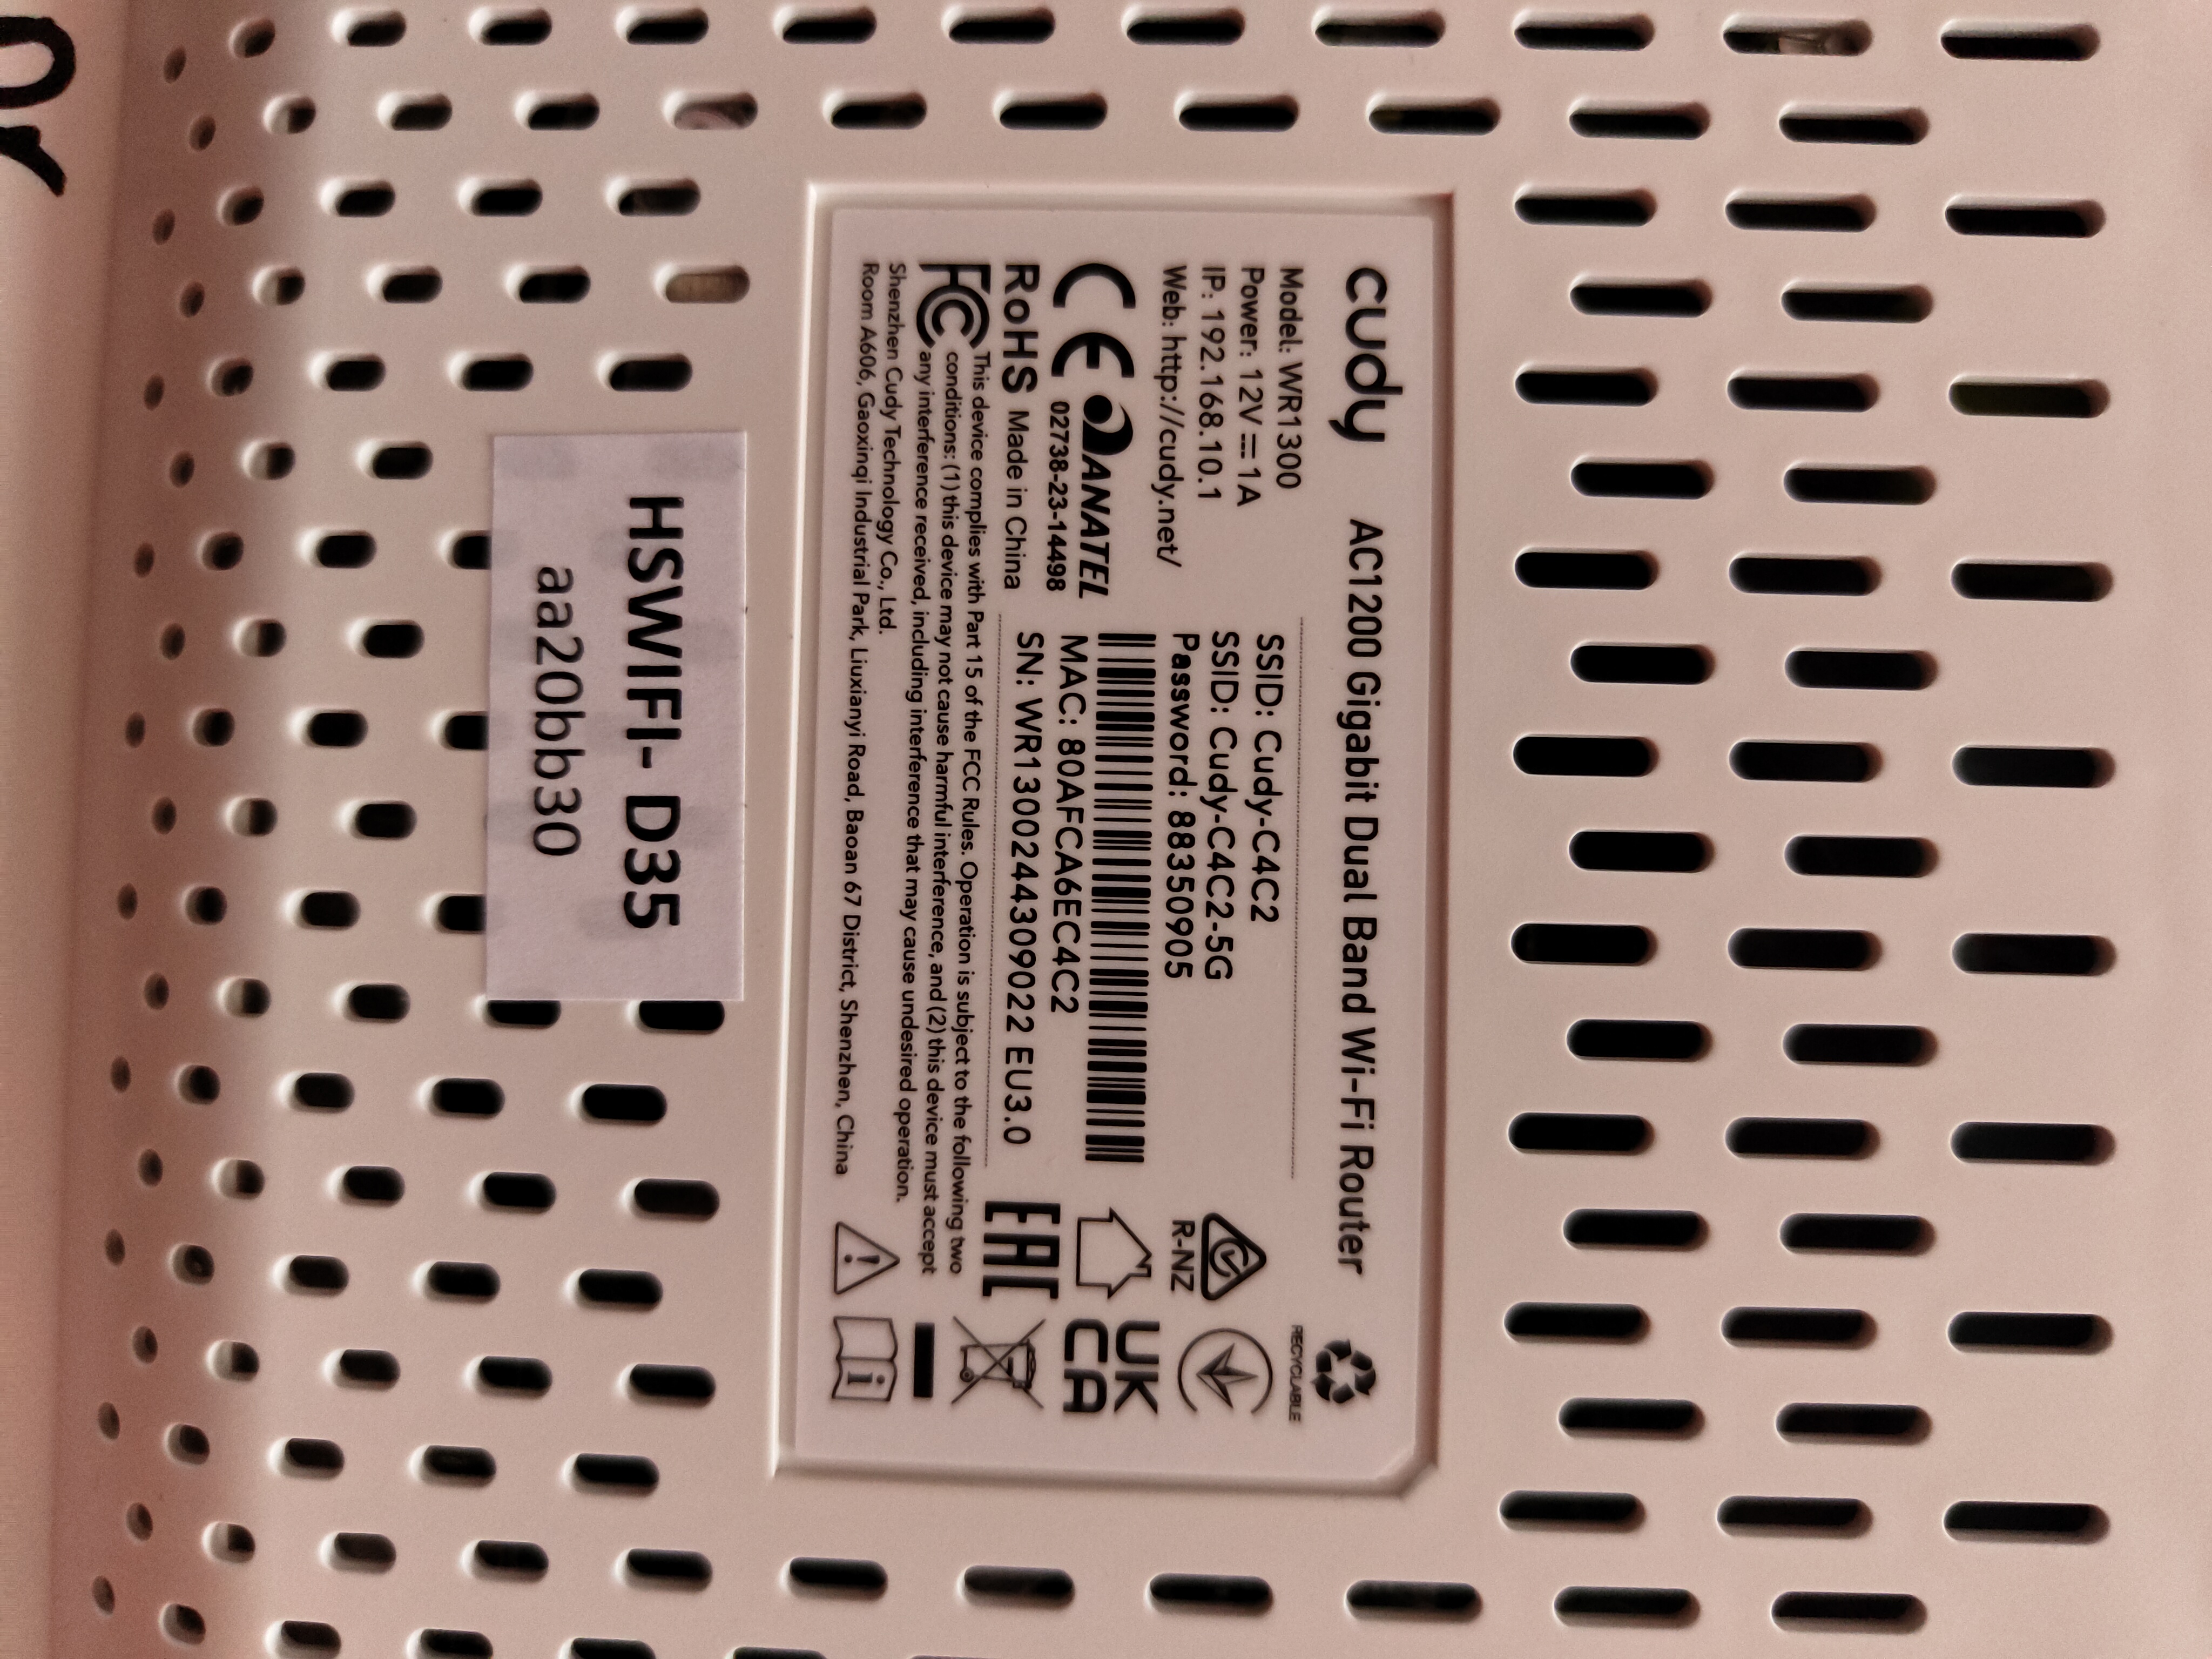 cudy AC1200 Gigabit Dual Band Wi-Fi Router
Model: WR1300
Power: 12V⎓1A
IP: 192.168.10.1
Web: http://cudy.net/
SSID: Cudy-C4C2
SSID: Cudy-C4C2-5G
Password: 88350905
MAC: 80AFCA6EC4C2
SN: WR1300244309022 EU3.0
CE ANATEL
02738-23-14498
RoHS Made in China
FC This device complies with Part 15 of the FCC Rules. Operation is subject to the following two
conditions: (1) this device may not cause harmful interference, and (2) this device must accept
any interference received, including interference that may cause undesired operation.
Shenzhen Cudy Technology Co., Ltd.
Room A606, Gaoxinqi Industrial Park, Liuxianyi Road, Baoan 67 District, Shenzhen, China
RECYCLABLE
R-NZ
UK
CA
EAC
HSWIFI- D35
aa20bb30